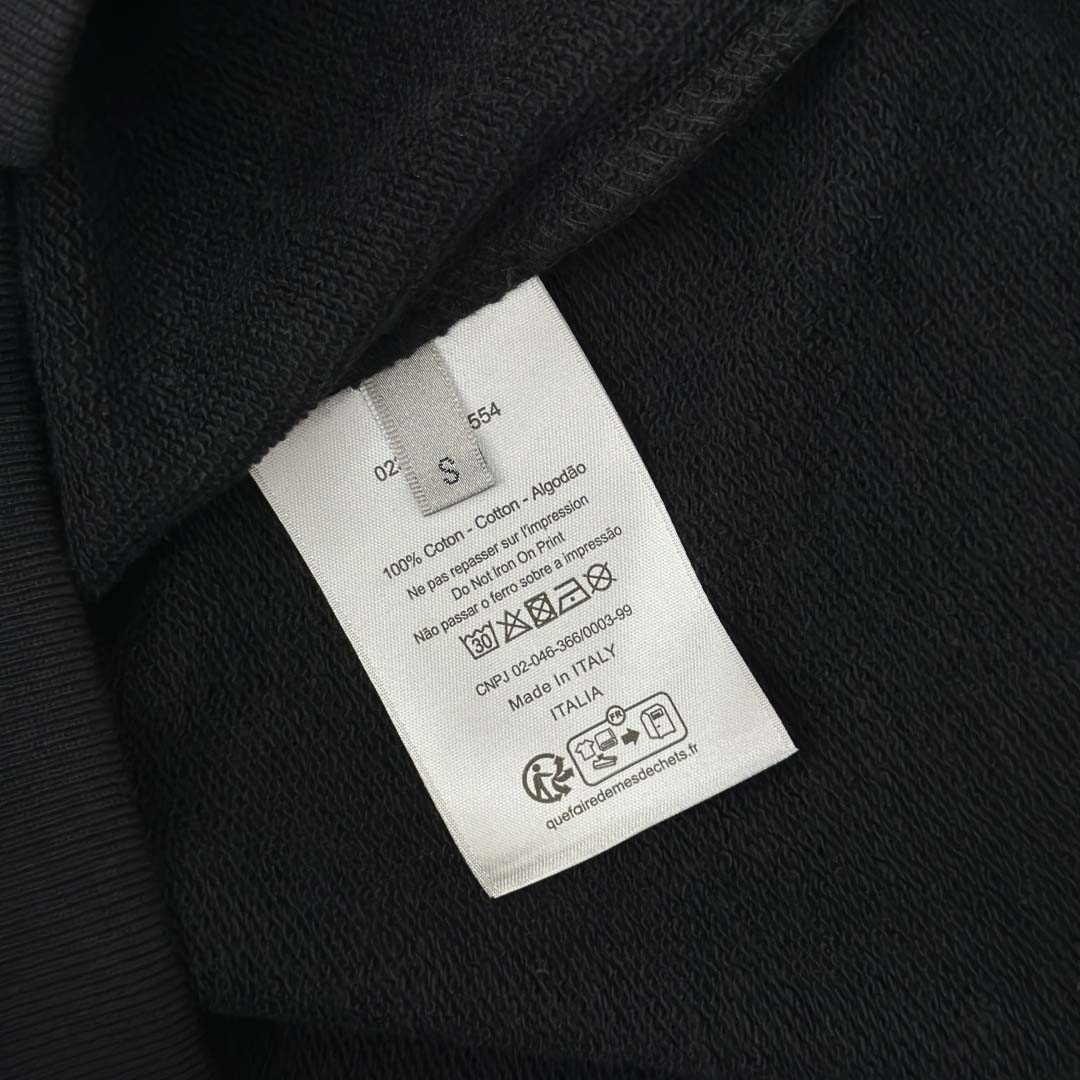 554
S
100% Coton - Cotton - Algodão
Ne pas repasser sur l'impression
Do Not Iron On Print
Não passar o ferro sobre a impressão
30
CNPJ 02-046-366/0003-99
Made In ITALY
ITALIA
FR
quefairedemesdechets.fr